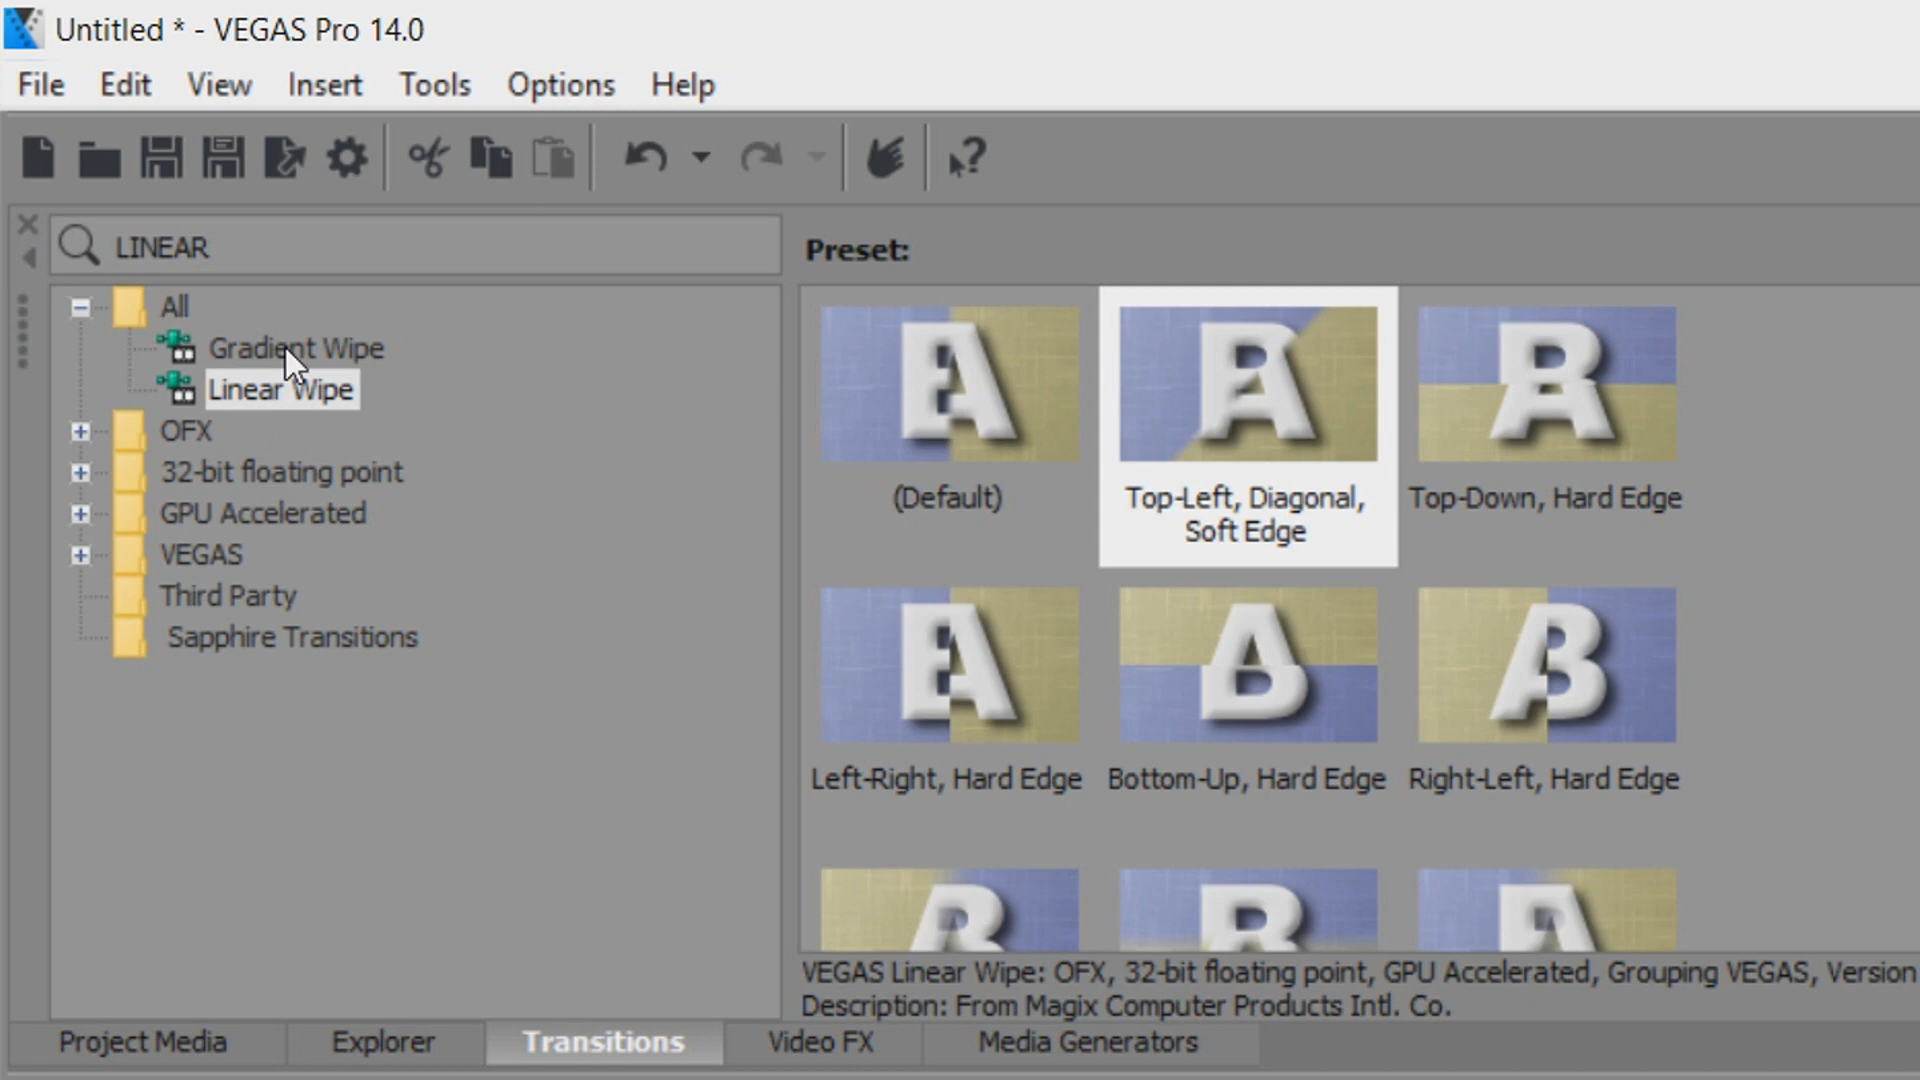 Untitled * - VEGAS Pro 14.0
File Edit View Insert Tools Options Help
LINEAR
Preset:
All
Gradient Wipe
Linear Wipe
OFX
32-bit floating point
GPU Accelerated
VEGAS
Third Party
Sapphire Transitions
(Default)
Top-Left, Diagonal,
Soft Edge
Top-Down, Hard Edge
Left-Right, Hard Edge
Bottom-Up, Hard Edge
Right-Left, Hard Edge
VEGAS Linear Wipe: OFX, 32-bit floating point, GPU Accelerated, Grouping VEGAS, Version
Description: From Magix Computer Products Intl. Co.
Project Media Explorer Transitions Video FX Media Generators